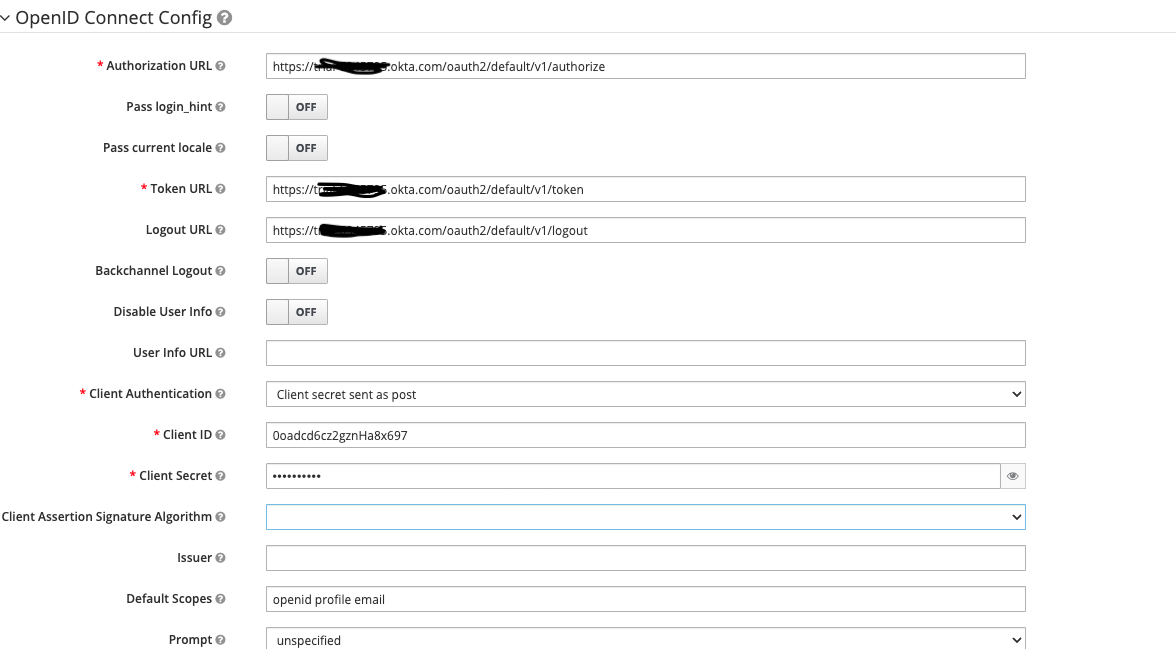 OpenID Connect Config
* Authorization URL
https:// .okta.com/oauth2/default/v1/authorize
Pass login_hint OFF
Pass current locale OFF
* Token URL
https:// .okta.com/oauth2/default/v1/token
Logout URL
https:// .okta.com/oauth2/default/v1/logout
Backchannel Logout OFF
Disable User Info OFF
User Info URL
* Client Authentication Client secret sent as post
* Client ID 0oadcd6cz2gznHa8x697
* Client Secret ••••••••••
Client Assertion Signature Algorithm
Issuer
Default Scopes openid profile email
Prompt unspecified